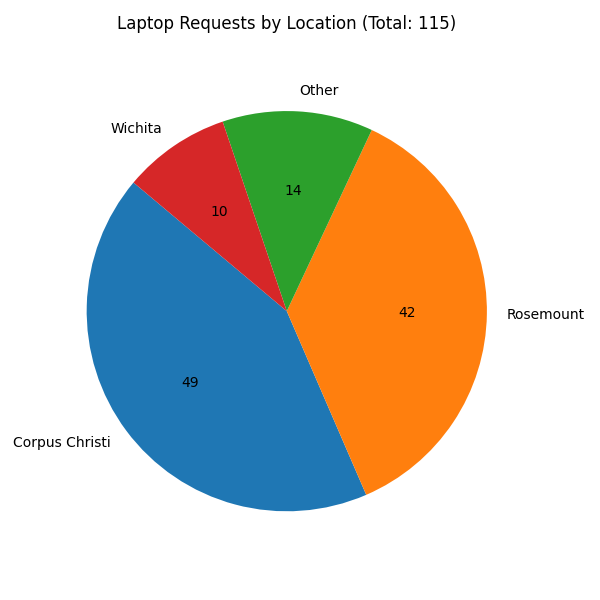 Laptop Requests by Location (Total: 115)
Other
Wichita
14
10
42
Rosemount
49
Corpus Christi